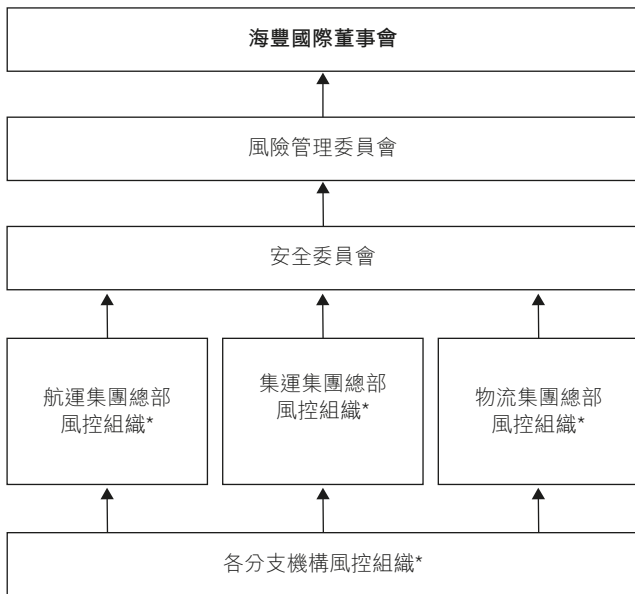 海豐國際董事會
風險管理委員會
安全委員會
航運集團總部
風控組織*
集運集團總部
風控組織*
物流集團總部
風控組織*
各分支機構風控組織*